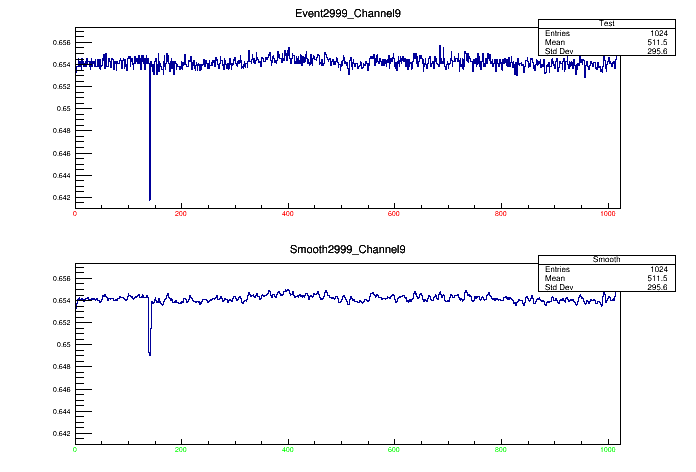 Event2999_Channel9
Test
Entries 1024
Mean 511.5
Std Dev 295.6
0.656
0.654
0.652
0.65
0.648
0.646
0.644
0.642
0 200 400 600 800 1000
Smooth2999_Channel9
Smooth
Entries 1024
Mean 511.5
Std Dev 295.6
0.656
0.654
0.652
0.65
0.648
0.646
0.644
0.642
0 200 400 600 800 1000